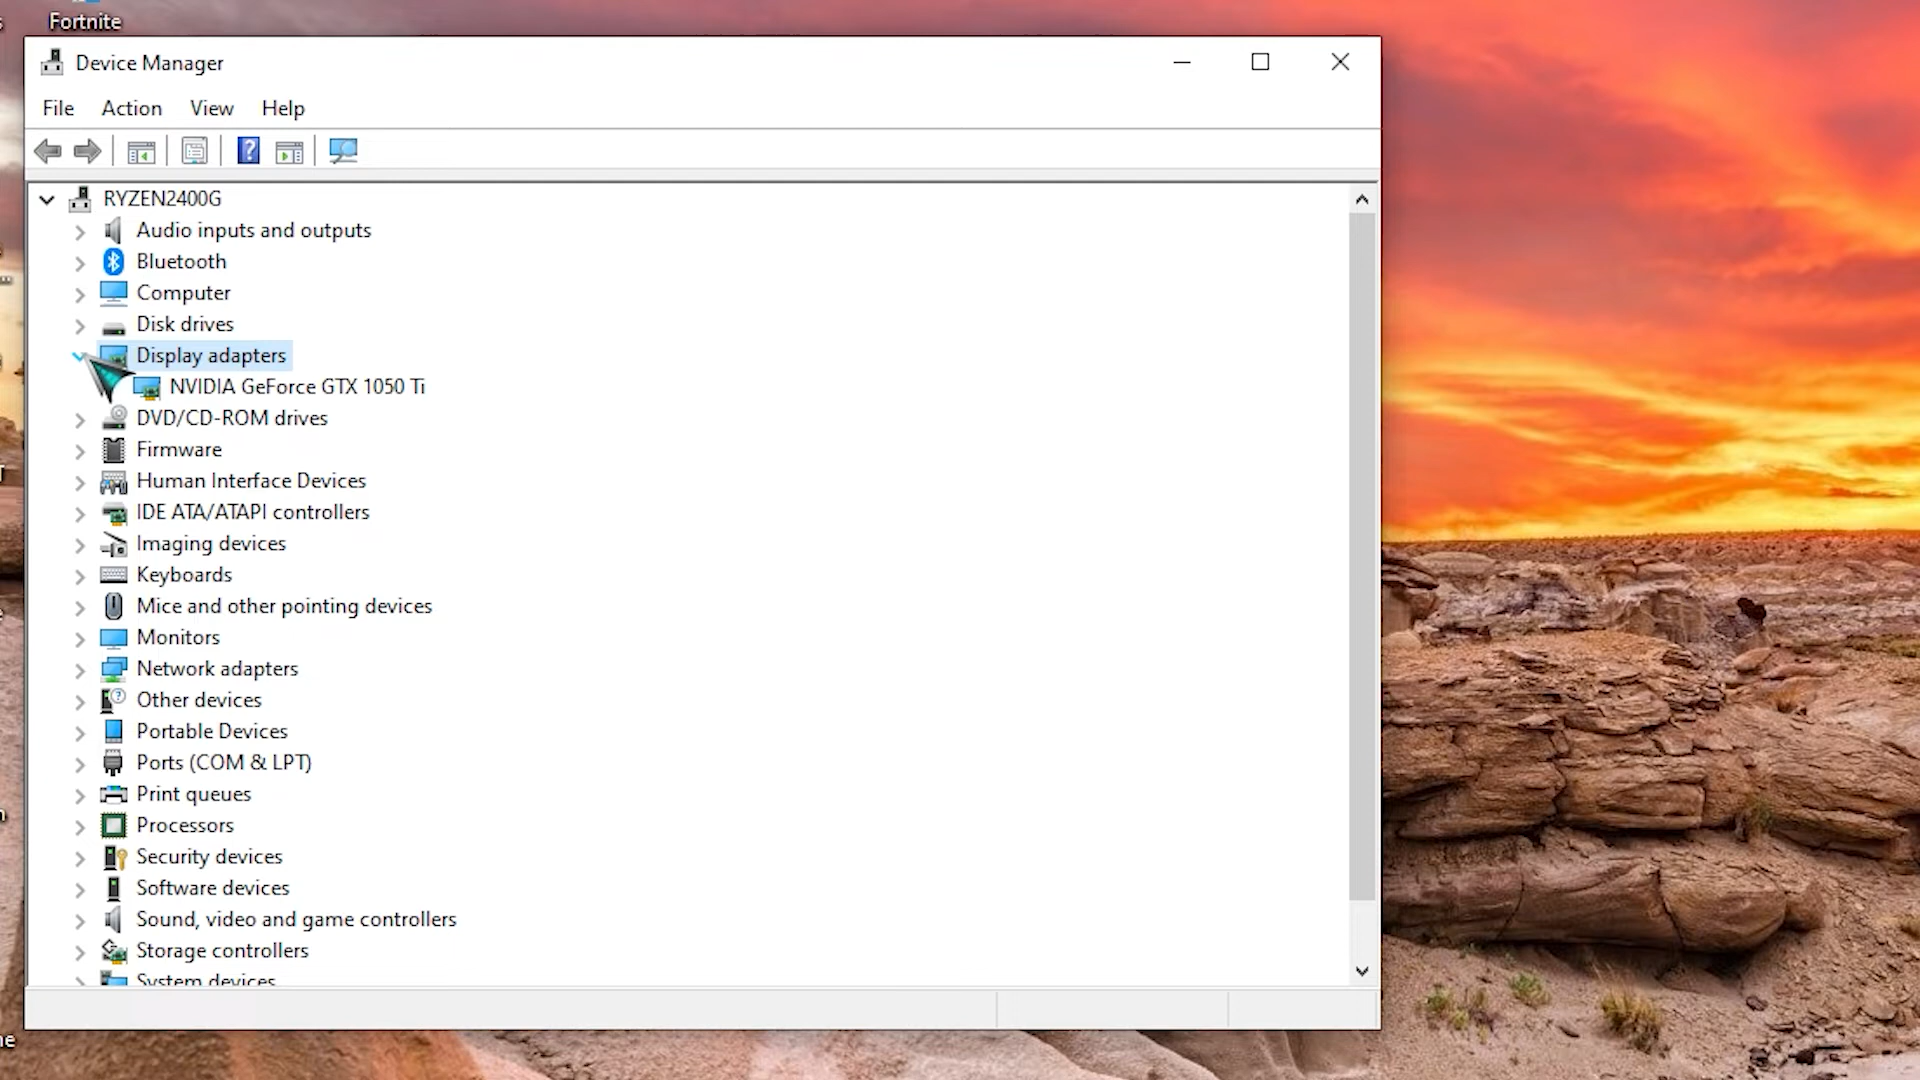 Fortnite
Device Manager
File Action View Help
RYZEN2400G
Audio inputs and outputs
Bluetooth
Computer
Disk drives
Display adapters
NVIDIA GeForce GTX 1050 Ti
DVD/CD-ROM drives
Firmware
Human Interface Devices
IDE ATA/ATAPI controllers
Imaging devices
Keyboards
Mice and other pointing devices
Monitors
Network adapters
Other devices
Portable Devices
Ports (COM & LPT)
Print queues
Processors
Security devices
Software devices
Sound, video and game controllers
Storage controllers
System devices